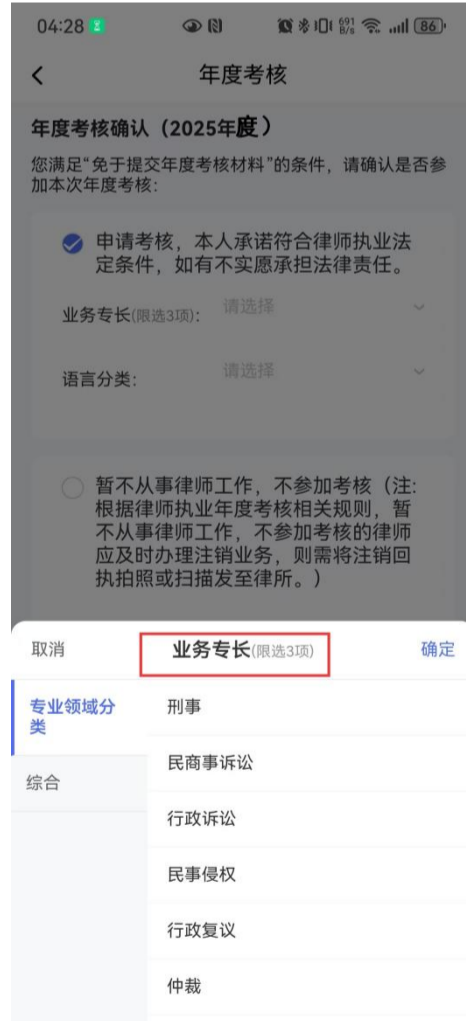 04:28 691 B/s 86
年度考核
年度考核确认（2025年度）
您满足“免于提交年度考核材料”的条件，请确认是否参
加本次年度考核：
申请考核，本人承诺符合律师执业法
定条件，如有不实愿承担法律责任。
业务专长(限选3项)： 请选择
语言分类： 请选择
暂不从事律师工作，不参加考核（注：
根据律师执业年度考核相关规则，暂
不从事律师工作，不参加考核的律师
应及时办理注销业务，则需将注销回
执拍照或扫描发至律所。）
取消 业务专长(限选3项) 确定
专业领域分
类
综合
刑事
民商事诉讼
行政诉讼
民事侵权
行政复议
仲裁